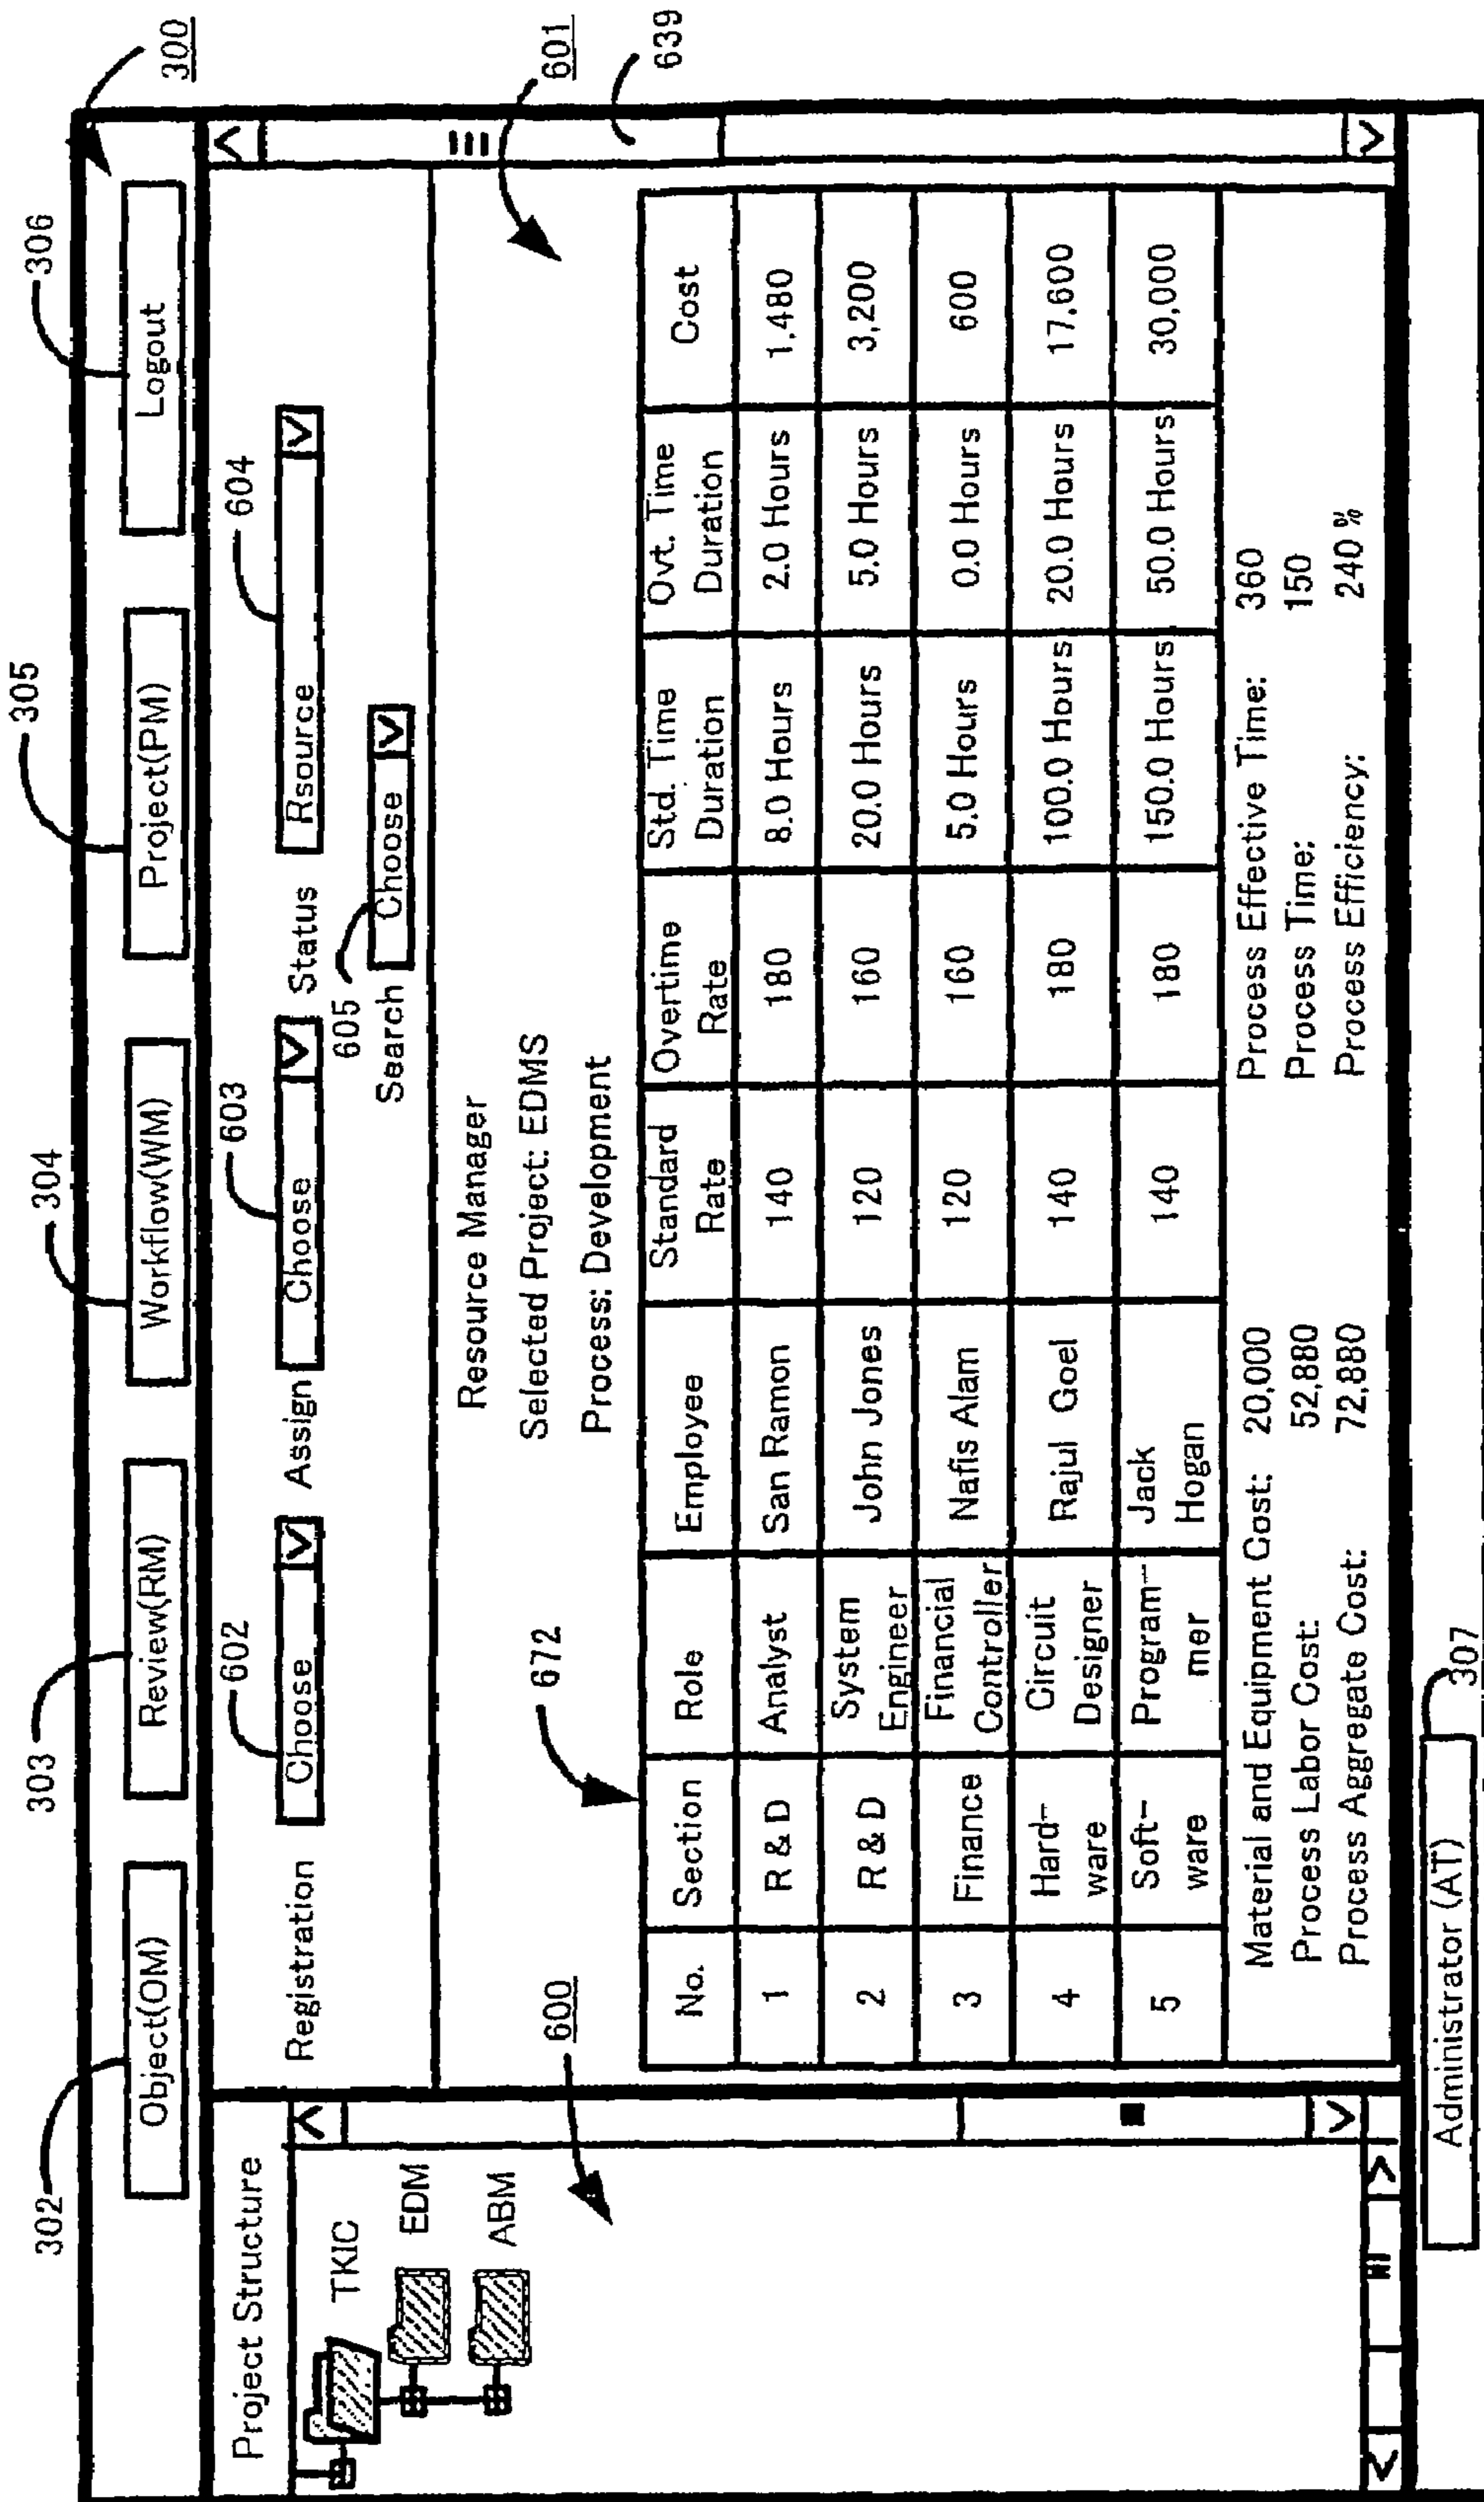 300
302 303 304 305 306
Object(OM) Review(RM) Workflow(WM) Project(PM) Logout
Project Structure
TKIC
EDM
ABM
600
602 603 604
Registration Choose Assign Choose Status Rsource
605
Search Choose
Resource Manager
Selected Project: EDMS
Process: Development
601
639
672
No. Section Role Employee Standard Rate Overtime Rate Std. Time Duration Ovt. Time Duration Cost
1 R & D Analyst San Ramon 140 180 8.0 Hours 2.0 Hours 1,480
2 R & D System Engineer John Jones 120 160 20.0 Hours 5.0 Hours 3,200
3 Finance Financial Controller Nafis Alam 120 160 5.0 Hours 0.0 Hours 600
4 Hard-ware Circuit Designer Rajul Goel 140 180 100.0 Hours 20.0 Hours 17,600
5 Soft-ware Program-mer Jack Hogan 140 180 150.0 Hours 50.0 Hours 30,000
Material and Equipment Cost: 20,000 Process Effective Time: 360
Process Labor Cost: 52,880 Process Time: 150
Process Aggregate Cost: 72,880 Process Efficiency: 240 %
Administrator (AT)
307